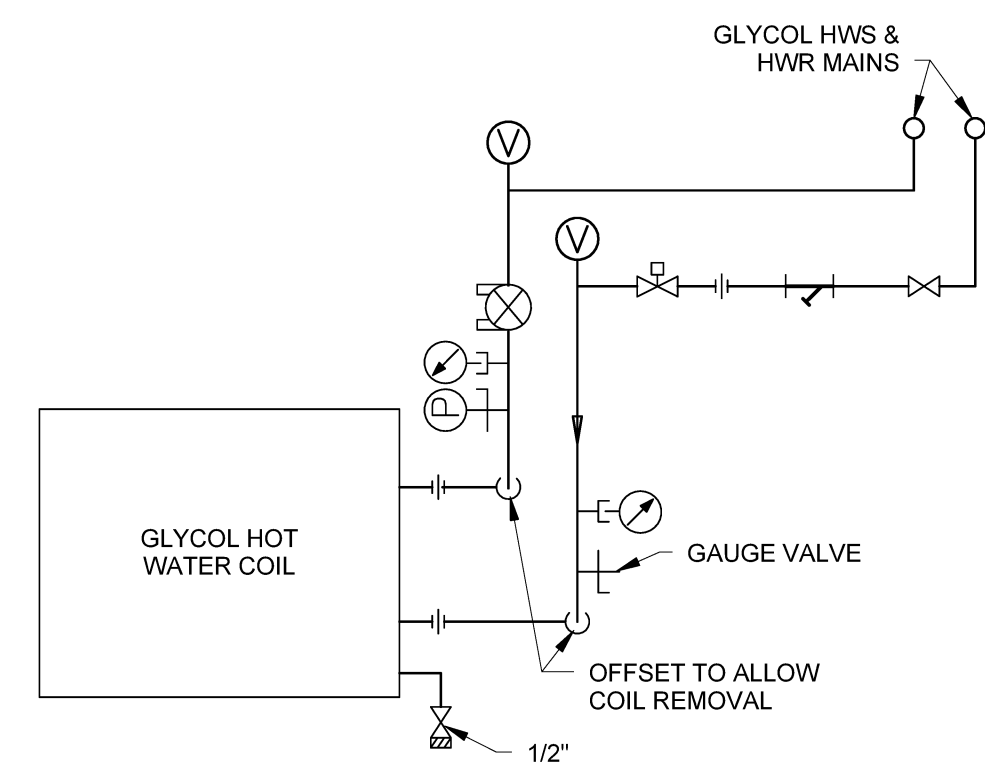 GLYCOL HWS &
HWR MAINS
V
V
P
GLYCOL HOT
WATER COIL
GAUGE VALVE
OFFSET TO ALLOW
COIL REMOVAL
1/2"